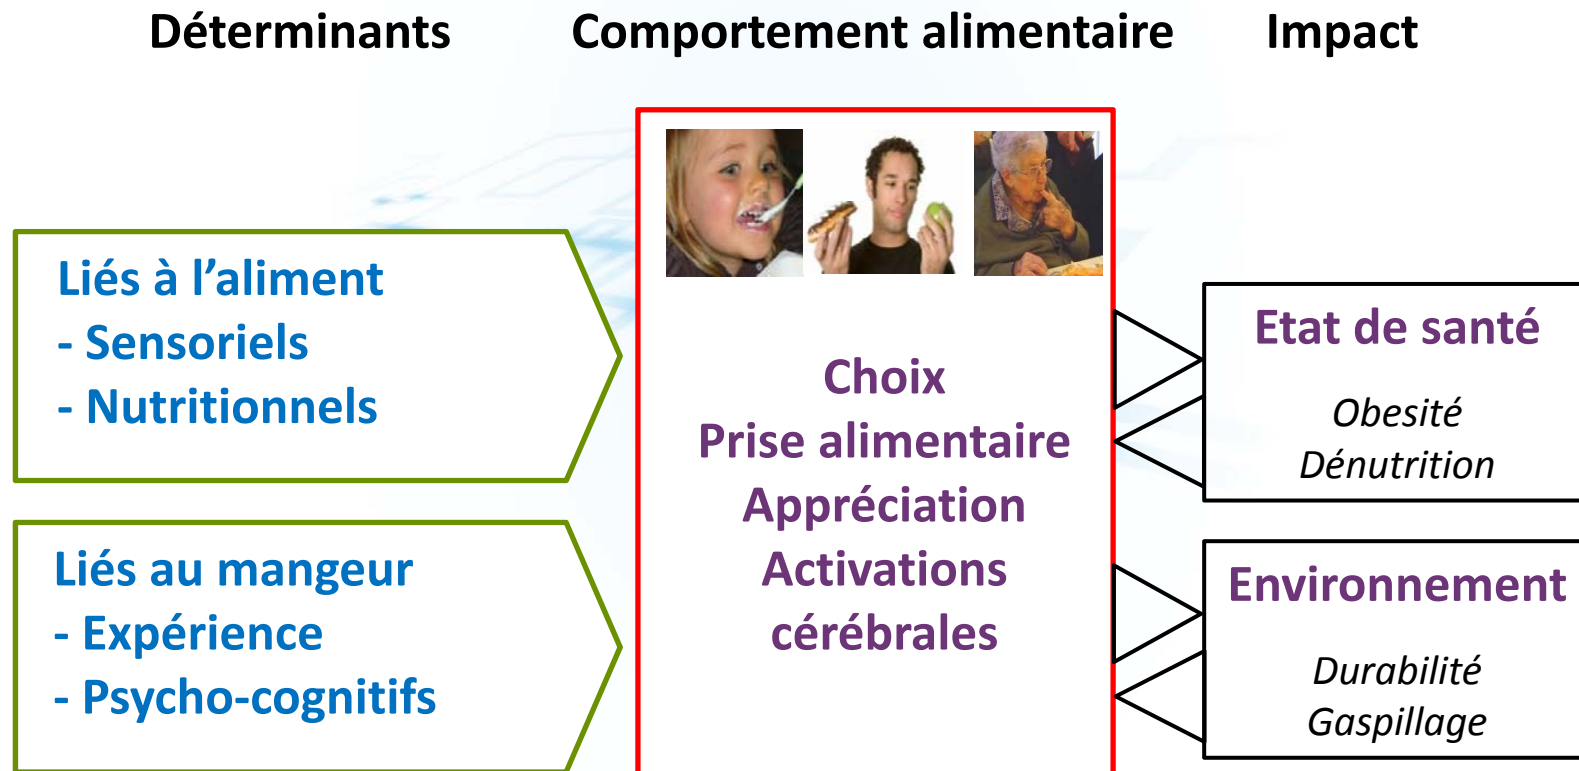 Déterminants
Comportement alimentaire
Impact
Liés à l’aliment
- Sensoriels
- Nutritionnels
Liés au mangeur
- Expérience
- Psycho-cognitifs
Choix
Prise alimentaire
Appréciation
Activations
cérébrales
Etat de santé
Obesité
Dénutrition
Environnement
Durabilité
Gaspillage